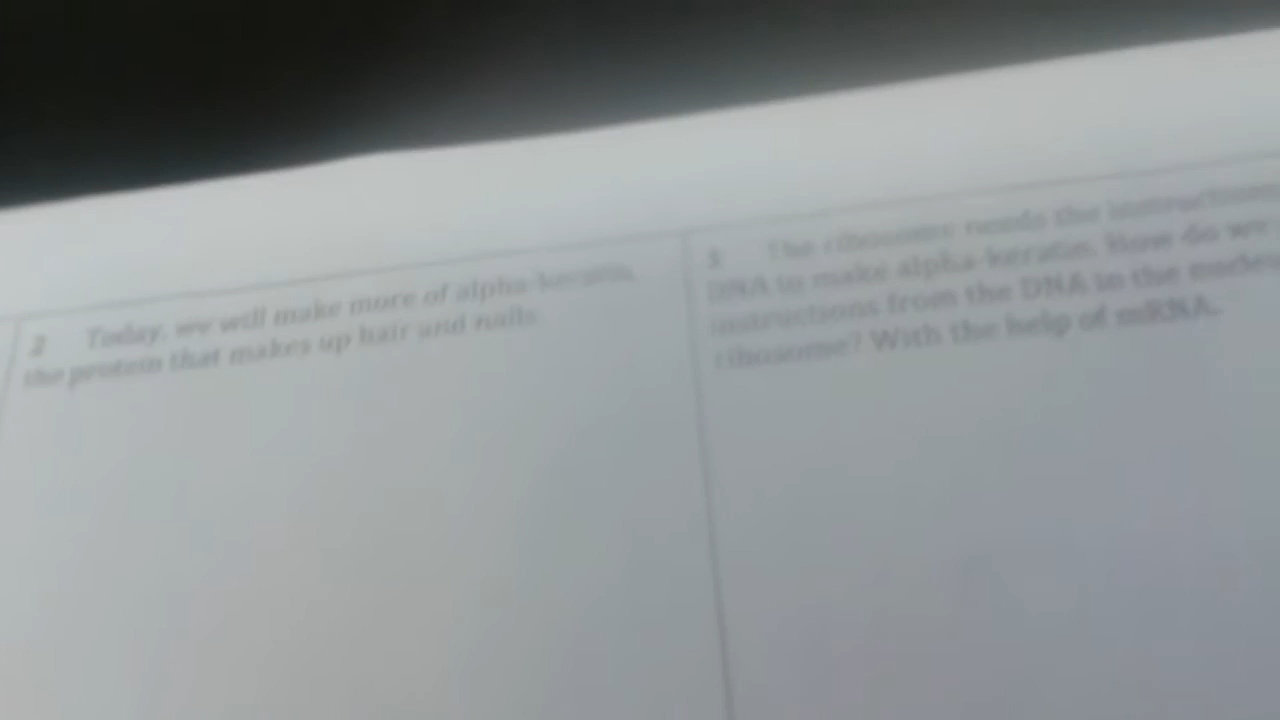 2 Today, we will make more of alpha-keratin,
the protein that makes up hair and nails.
3 The ribosome needs the instructions
DNA to make alpha-keratin. How do we
instructions from the DNA in the
ribosome? With the help of mRNA.